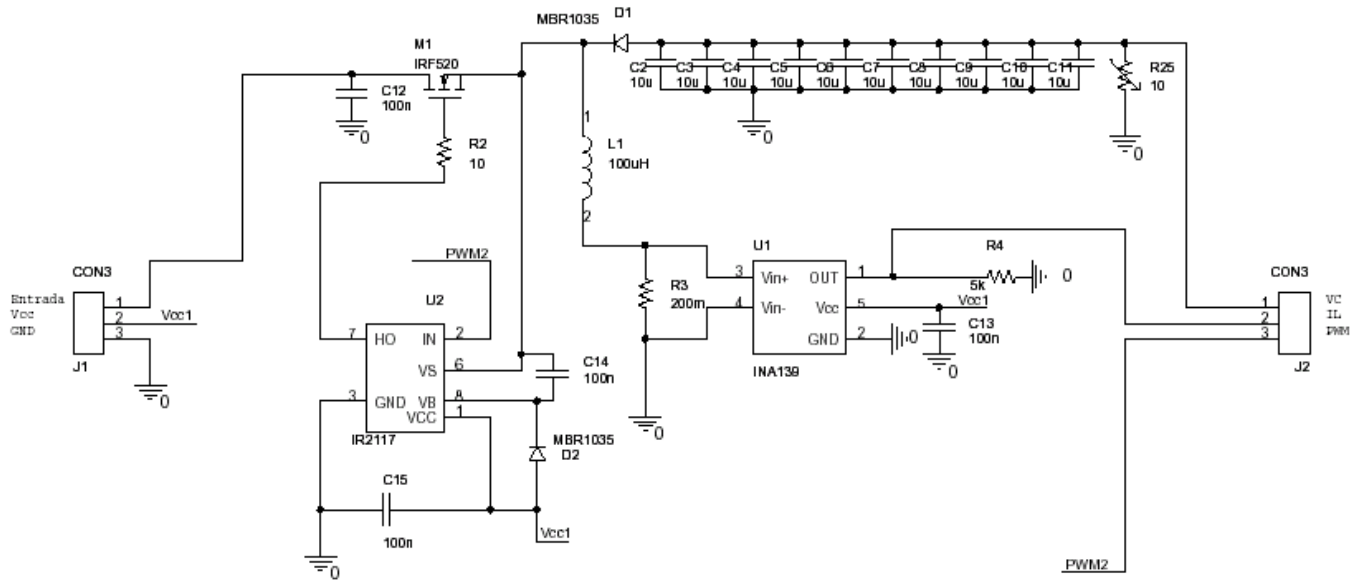 MBR1035 D1
M1
IRF520
C12
100n
C2 C3 C4 C5 C6 C7 C8 C9 C10 C11
10u 10u 10u 10u 10u 10u 10u 10u 10u 10u
R25
10
0
0
0
R2
10
1
L1
100uH
2
CON3
Entrada 1
Vcc 2 Vcc1
GND 3
J1
0
PWM2
U2
7 HO IN 2
VS 6
3 GND VB 8
VCC 1
IR2117
C14
100n
MBR1035
D2
C15
100n
Vcc1
0
R3
200m
0
U1
3 Vin+ OUT 1
4 Vin- Vcc 5
GND 2
INA139
R4
5k
0
Vcc1
0
C13
100n
0
CON3
1 VC
2 IL
3 PWM
J2
PWM2